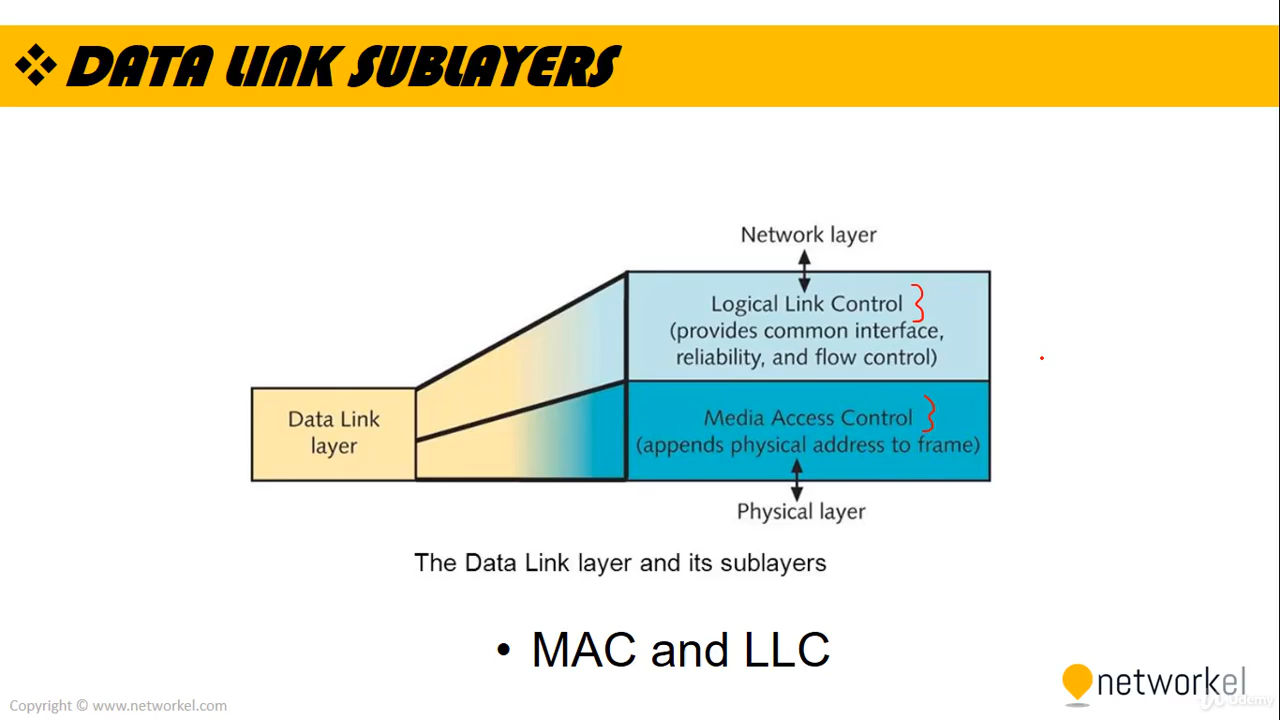 ❖ DATA LINK SUBLAYERS
Network layer
Logical Link Control
(provides common interface,
reliability, and flow control)
Data Link
layer
Media Access Control
(appends physical address to frame)
Physical layer
The Data Link layer and its sublayers
• MAC and LLC
networkel
Udemy
Copyright © www.networkel.com